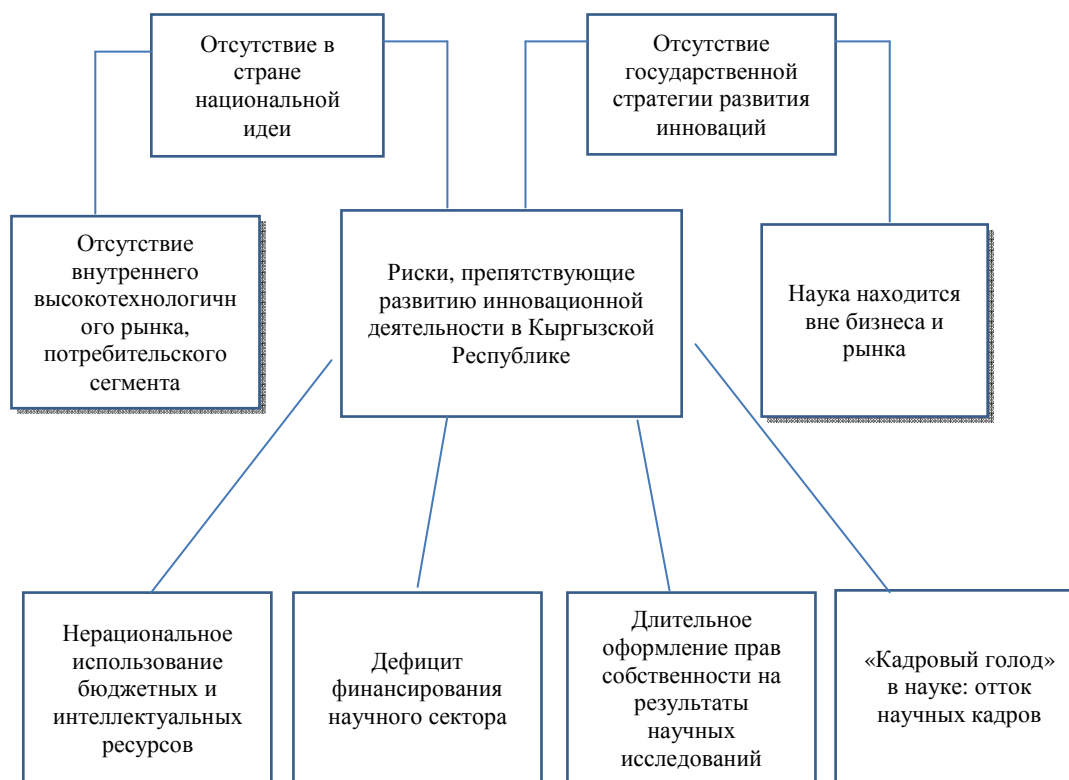 Отсутствие в
стране
национальной
идеи
Отсутствие
государственной
стратегии развития
инноваций
Отсутствие
внутреннего
высокотехнологичн
ого рынка,
потребительского
сегмента
Риски, препятствующие
развитию инновационной
деятельности в Кыргызской
Республике
Наука находится
вне бизнеса и
рынка
Нерациональное
использование
бюджетных и
интеллектуальных
ресурсов
Дефицит
финансирования
научного сектора
Длительное
оформление прав
собственности на
результаты
научных
исследований
«Кадровый голод»
в науке: отток
научных кадров